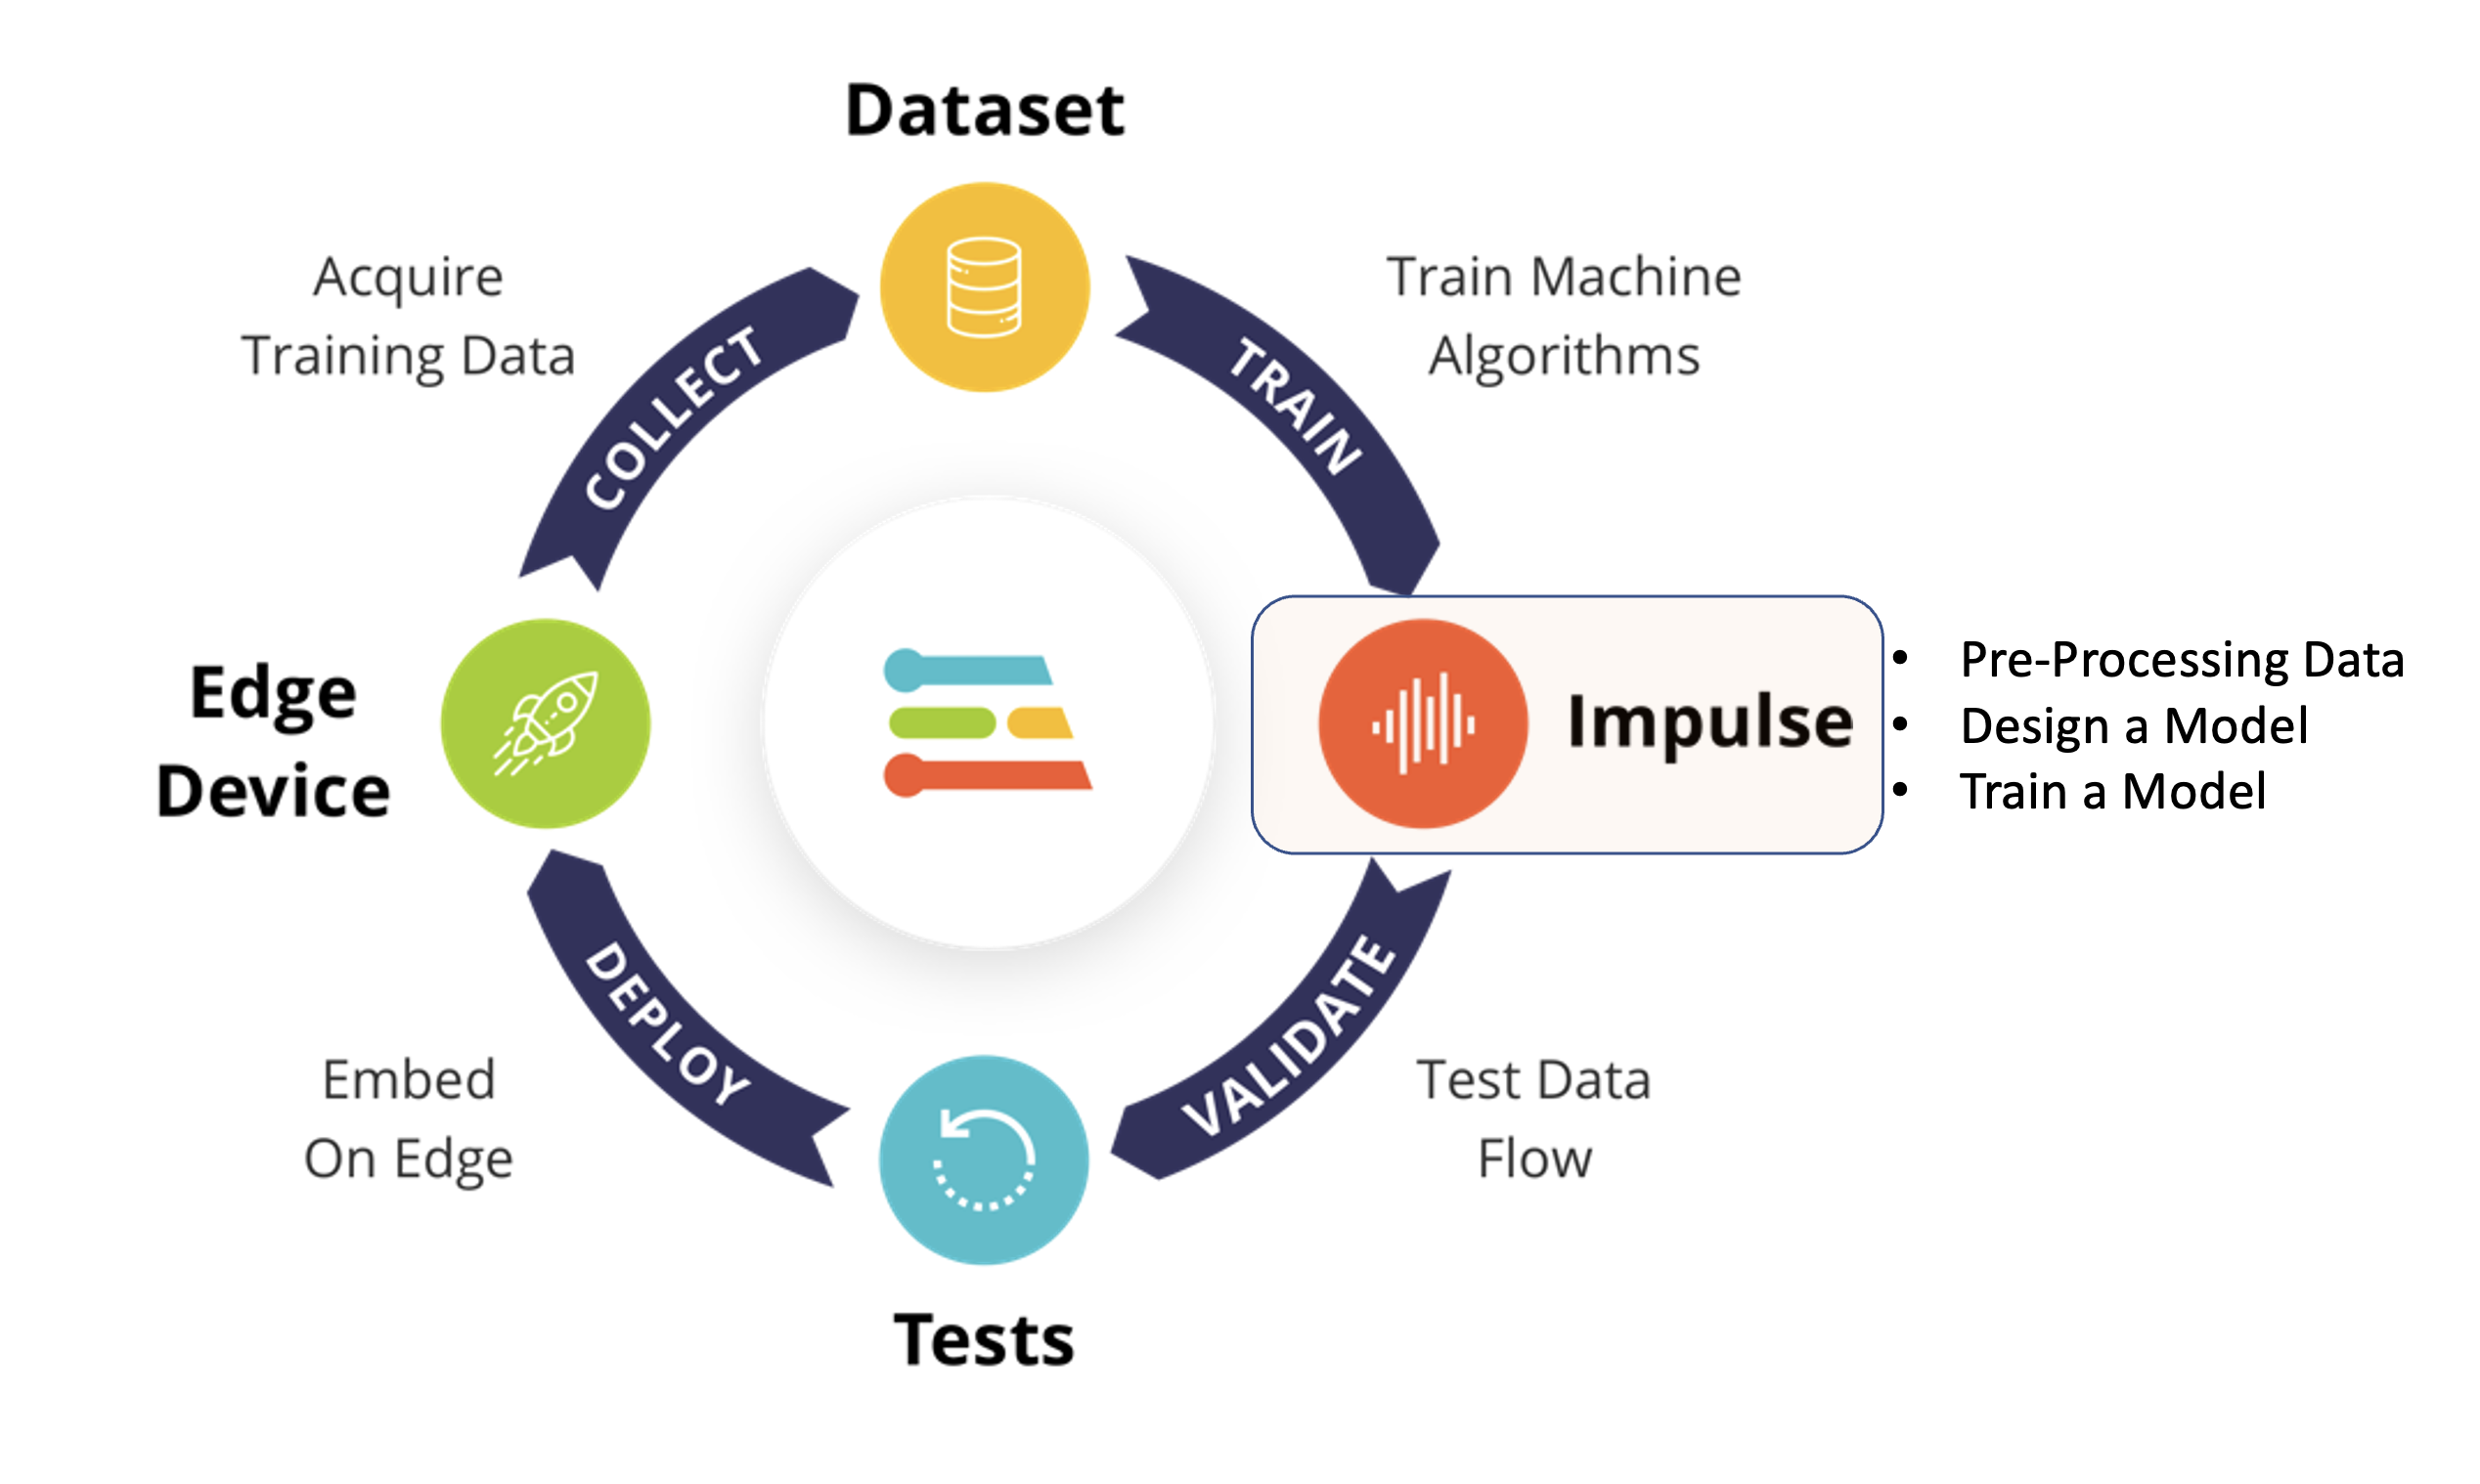 Dataset
Acquire
Training Data
COLLECT
TRAIN
Train Machine
Algorithms
Edge
Device
Impulse
• Pre-Processing Data
• Design a Model
• Train a Model
DEPLOY
VALIDATE
Embed
On Edge
Test Data
Flow
Tests